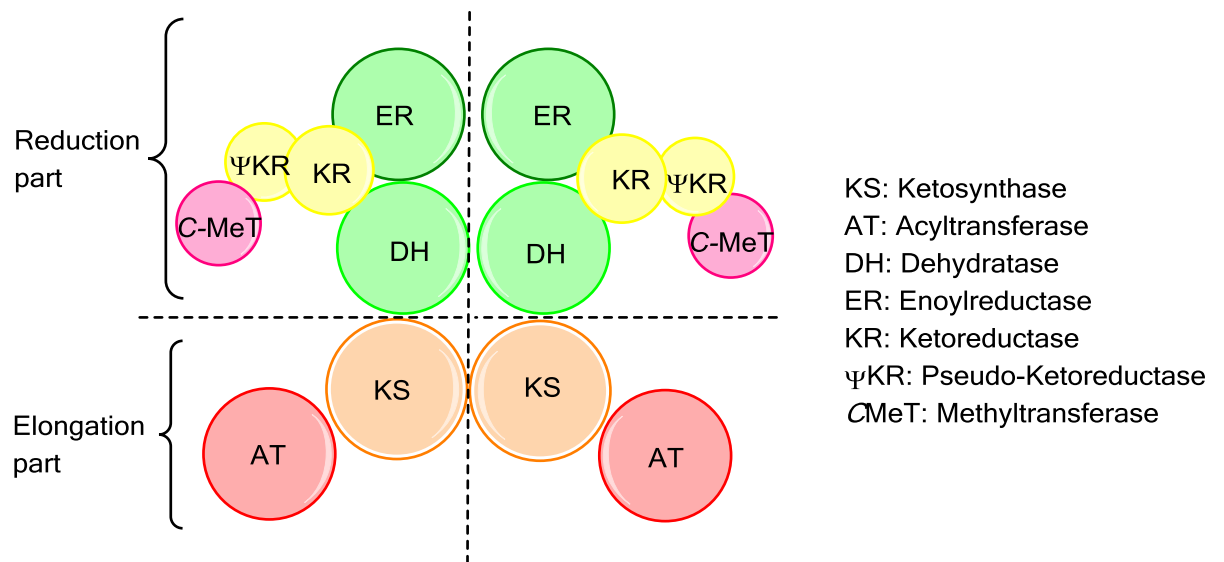 Reduction
part
ER
ER
ΨKR
KR
KR
ΨKR
C-MeT
DH
DH
C-MeT
Elongation
part
KS
KS
AT
AT
KS: Ketosynthase
AT: Acyltransferase
DH: Dehydratase
ER: Enoylreductase
KR: Ketoreductase
ΨKR: Pseudo-Ketoreductase
CMeT: Methyltransferase